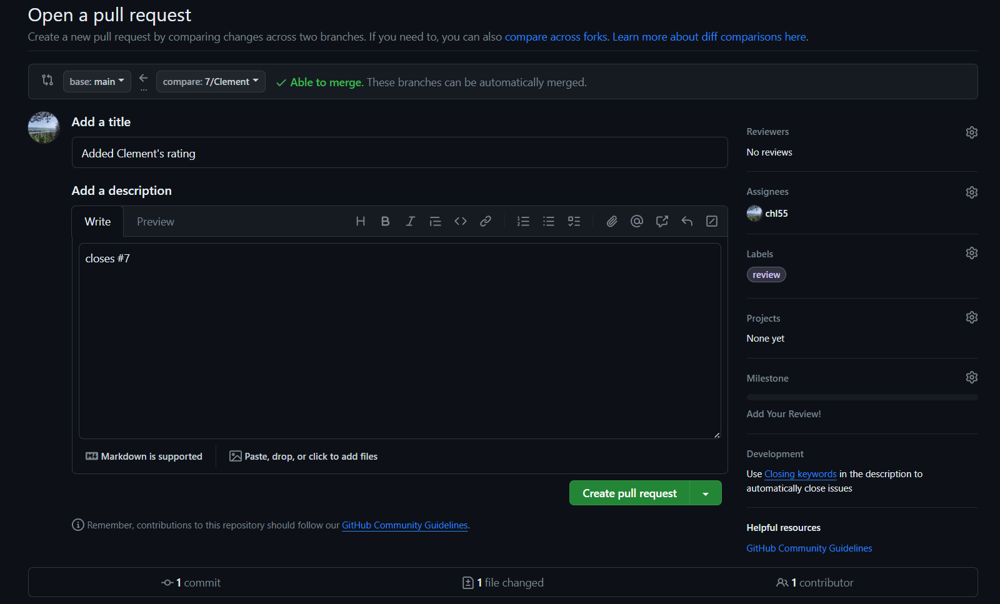 Open a pull request
Create a new pull request by comparing changes across two branches. If you need to, you can also compare across forks. Learn more about diff comparisons here.
base: main
...
compare: 7/Clement
Able to merge. These branches can be automatically merged.
Add a title
Added Clement's rating
Add a description
Write
Preview
closes #7
Markdown is supported
Paste, drop, or click to add files
Create pull request
Remember, contributions to this repository should follow our GitHub Community Guidelines.
Reviewers
No reviews
Assignees
chl55
Labels
review
Projects
None yet
Milestone
Add Your Review!
Development
Use Closing keywords in the description to
automatically close issues
Helpful resources
GitHub Community Guidelines
1 commit
1 file changed
1 contributor